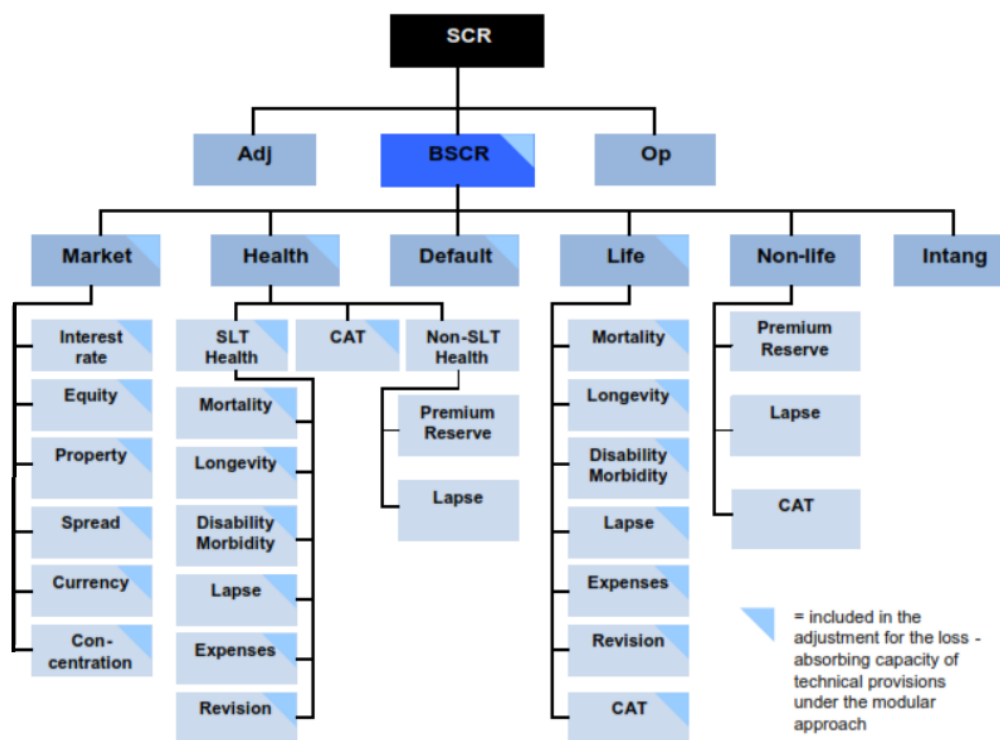 SCR
Adj
BSCR
Op
Market
Health
Default
Life
Non-life
Intang
Interest
rate
Equity
Property
Spread
Currency
Con-
centration
SLT
Health
CAT
Non-SLT
Health
Mortality
Longevity
Disability
Morbidity
Lapse
Expenses
Revision
Premium
Reserve
Lapse
Mortality
Longevity
Disability
Morbidity
Lapse
Expenses
Revision
CAT
Premium
Reserve
Lapse
CAT
= included in the
adjustment for the loss -
absorbing capacity of
technical provisions
under the modular
approach